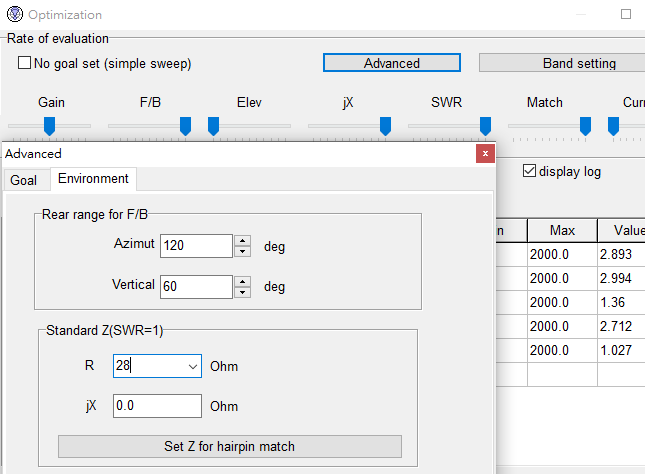 Optimization
Rate of evaluation
No goal set (simple sweep)
Advanced
Band setting
Gain
F/B
Elev
jX
SWR
Match
Advanced
Goal
Environment
display log
Rear range for F/B
Azimut 120 deg
Vertical 60 deg
Max
2000.0 2.893
2000.0 2.994
2000.0 1.36
2000.0 2.712
2000.0 1.027
Standard Z(SWR=1)
R 28 Ohm
jX 0.0 Ohm
Set Z for hairpin match